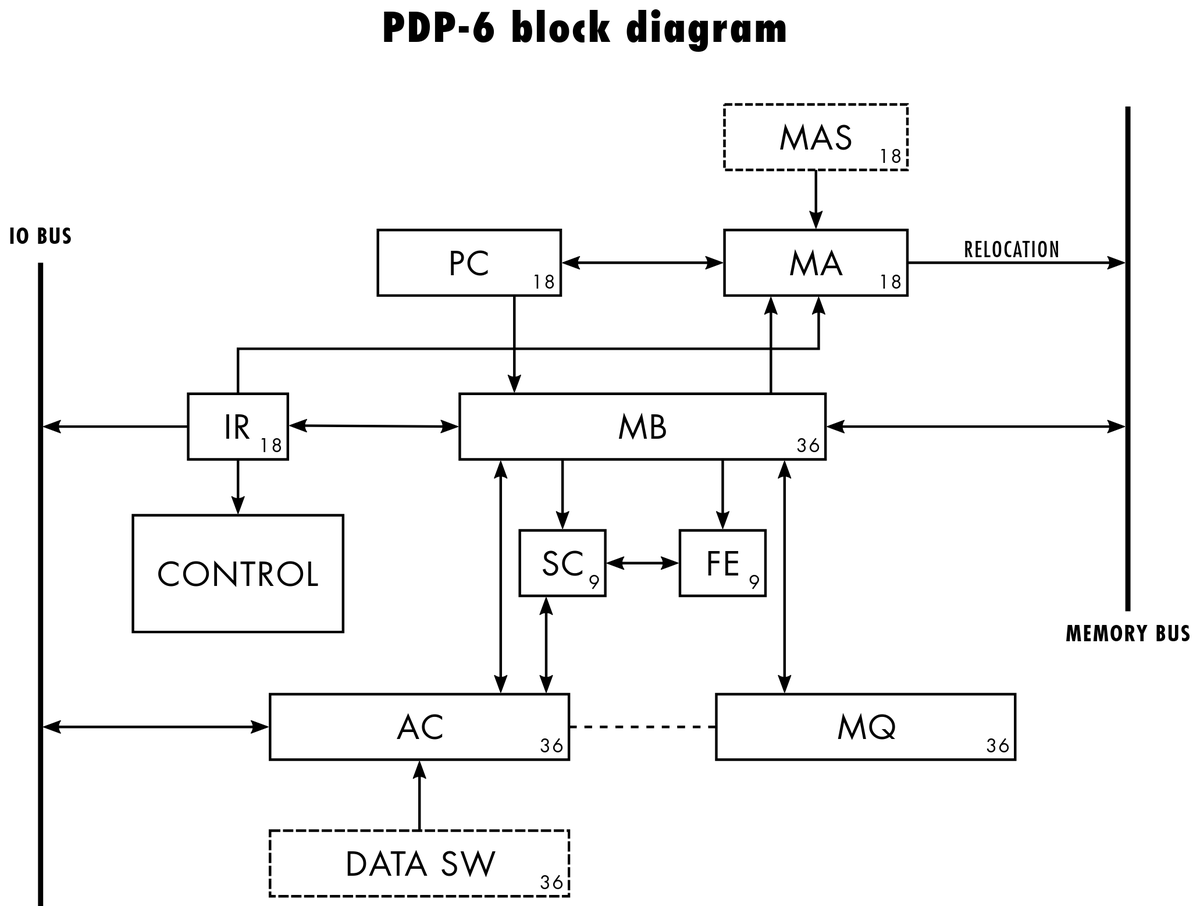 PDP-6 block diagram
MAS
18
IO BUS
PC
18
MA
18
RELOCATION
IR
18
MB
36
CONTROL
SC
9
FE
9
MEMORY BUS
AC
36
MQ
36
DATA SW
36